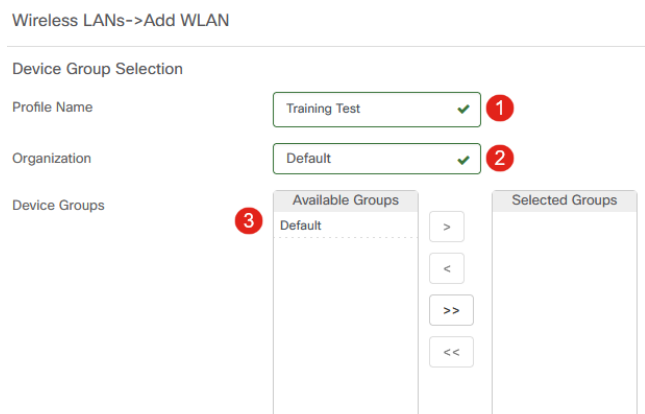 Wireless LANs->Add WLAN
Device Group Selection
Profile Name
Training Test
1
Organization
Default
2
Device Groups
3
Available Groups
Default
>
<
>>
<<
Selected Groups